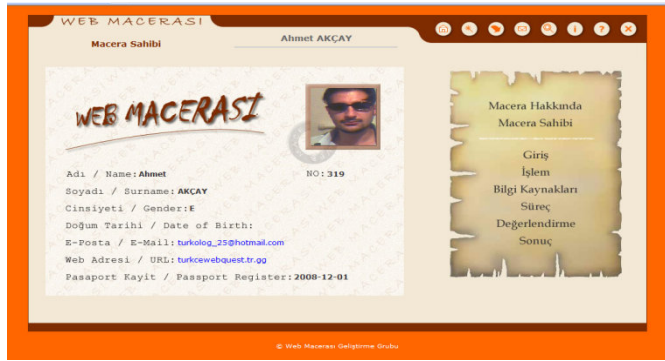 WEB MACERASI
Macera Sahibi
Ahmet AKÇAY
WEB MACERASI
Adı / Name: Ahmet
NO: 319
Soyadı / Surname: AKÇAY
Cinsiyeti / Gender: E
Doğum Tarihi / Date of Birth:
E-Posta / E-Mail: turkolog_25@hotmail.com
Web Adresi / URL: turkcewebquest.tr.gg
Pasaport Kayit / Passport Register: 2008-12-01
Macera Hakkında
Macera Sahibi
Giriş
İşlem
Bilgi Kaynakları
Süreç
Değerlendirme
Sonuç
© Web Macerası Geliştirme Grubu